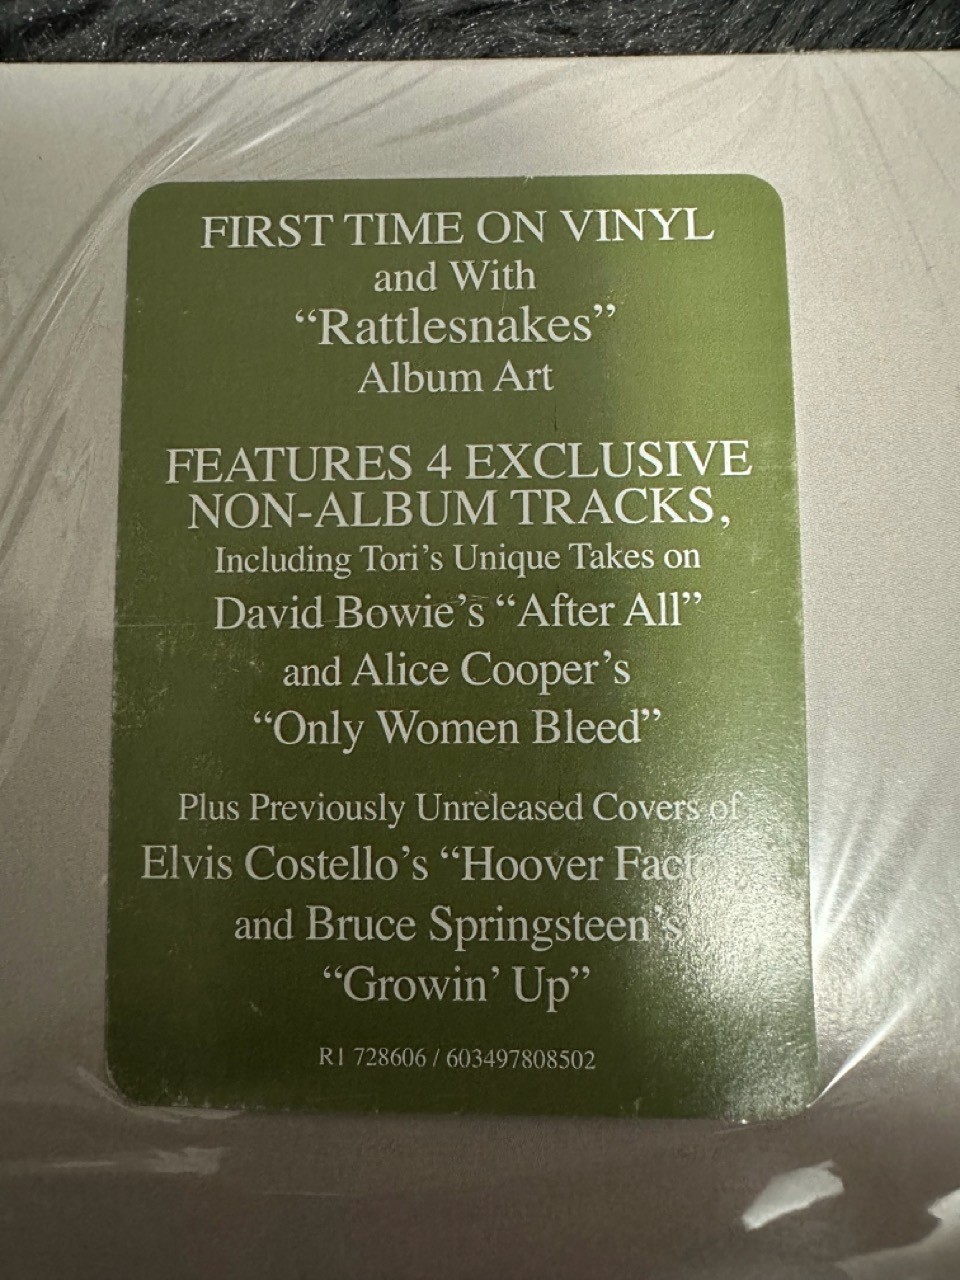 FIRST TIME ON VINYL
and With
“Rattlesnakes”
Album Art
FEATURES 4 EXCLUSIVE
NON-ALBUM TRACKS,
Including Tori’s Unique Takes on
David Bowie’s “After All”
and Alice Cooper’s
“Only Women Bleed”
Plus Previously Unreleased Covers of
Elvis Costello’s “Hoover
and Bruce Springsteen’s
“Growin’ Up”
R1 728606 / 603497808502